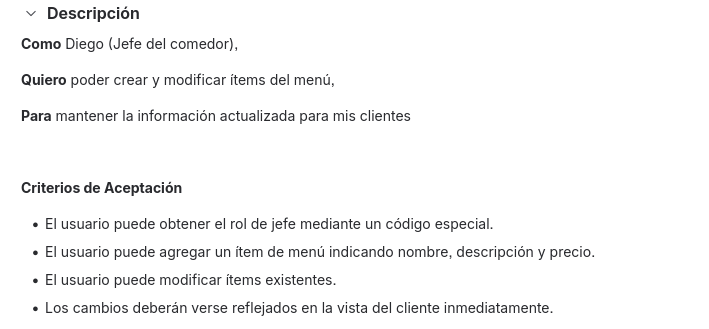 Descripción
Como Diego (Jefe del comedor),
Quiero poder crear y modificar ítems del menú,
Para mantener la información actualizada para mis clientes
Criterios de Aceptación
• El usuario puede obtener el rol de jefe mediante un código especial.
• El usuario puede agregar un ítem de menú indicando nombre, descripción y precio.
• El usuario puede modificar ítems existentes.
• Los cambios deberán verse reflejados en la vista del cliente inmediatamente.